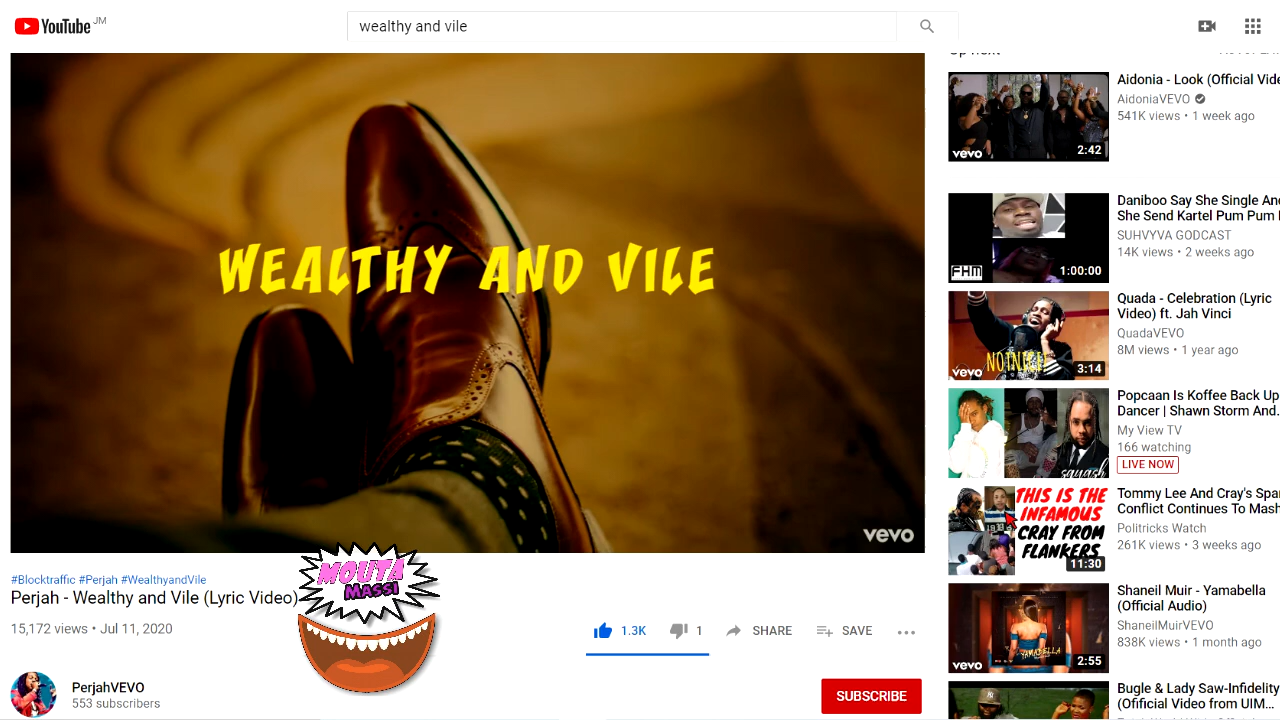 YouTube JM
wealthy and vile
WEALTHY AND VILE
vevo
#Blocktraffic #Perjah #WealthyandVile
Perjah - Wealthy and Vile (Lyric Video)
15,172 views • Jul 11, 2020
MOUTA
MASSI
1.3K
1
SHARE
SAVE
PerjahVEVO
553 subscribers
SUBSCRIBE
Up next
vevo
2:42
Aidonia - Look (Official Vide
AidoniaVEVO
541K views • 1 week ago
FHM
1:00:00
Daniboo Say She Single And
She Send Kartel Pum Pum
SUHVYVA GODCAST
14K views • 2 weeks ago
vevo
3:14
Quada - Celebration (Lyric
Video) ft. Jah Vinci
QuadaVEVO
8M views • 1 year ago
squash
Popcaan Is Koffee Back Up
Dancer | Shawn Storm And.
My View TV
166 watching
LIVE NOW
THIS IS THE
INFAMOUS
CRAY FROM
FLANKERS
11:30
Tommy Lee And Cray's Spa
Conflict Continues To Mash
Politricks Watch
261K views • 3 weeks ago
YAMABELLA
vevo
2:55
Shaneil Muir - Yamabella
(Official Audio)
ShaneilMuirVEVO
838K views • 1 month ago
Bugle & Lady Saw-Infidelity
(Official Video from UIM...